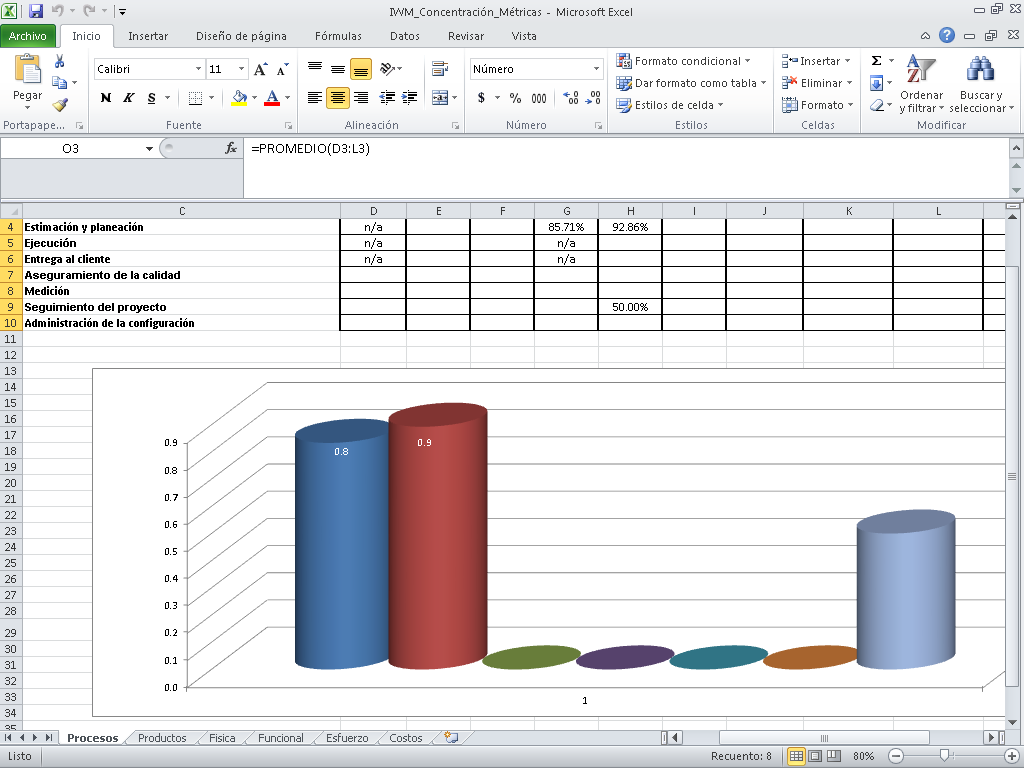 IWM_Concentración_Métricas - Microsoft Excel
Archivo Inicio Insertar Diseño de página Fórmulas Datos Revisar Vista
Pegar
Calibri 11
N K S
Número
$ % 000
Formato condicional
Dar formato como tabla
Estilos de celda
Insertar
Eliminar
Formato
Σ
Ordenar y filtrar
Buscar y seleccionar
Portapape... Fuente Alineación Número Estilos Celdas Modificar
O3 fx =PROMEDIO(D3:L3)
C D E F G H I J K L
4 Estimación y planeación n/a 85.71% 92.86%
5 Ejecución n/a n/a
6 Entrega al cliente n/a n/a
7 Aseguramiento de la calidad
8 Medición
9 Seguimiento del proyecto 50.00%
10 Administración de la configuración
11
12
13
14
15
16
17
18
19
20
21
22
23
24
25
26
27
28
29
30
31
32
33
34
35
0.9
0.8
0.7
0.6
0.5
0.4
0.3
0.2
0.1
0.0
0.8
0.9
1
Procesos Productos Fisica Funcional Esfuerzo Costos
Listo Recuento: 8 80%